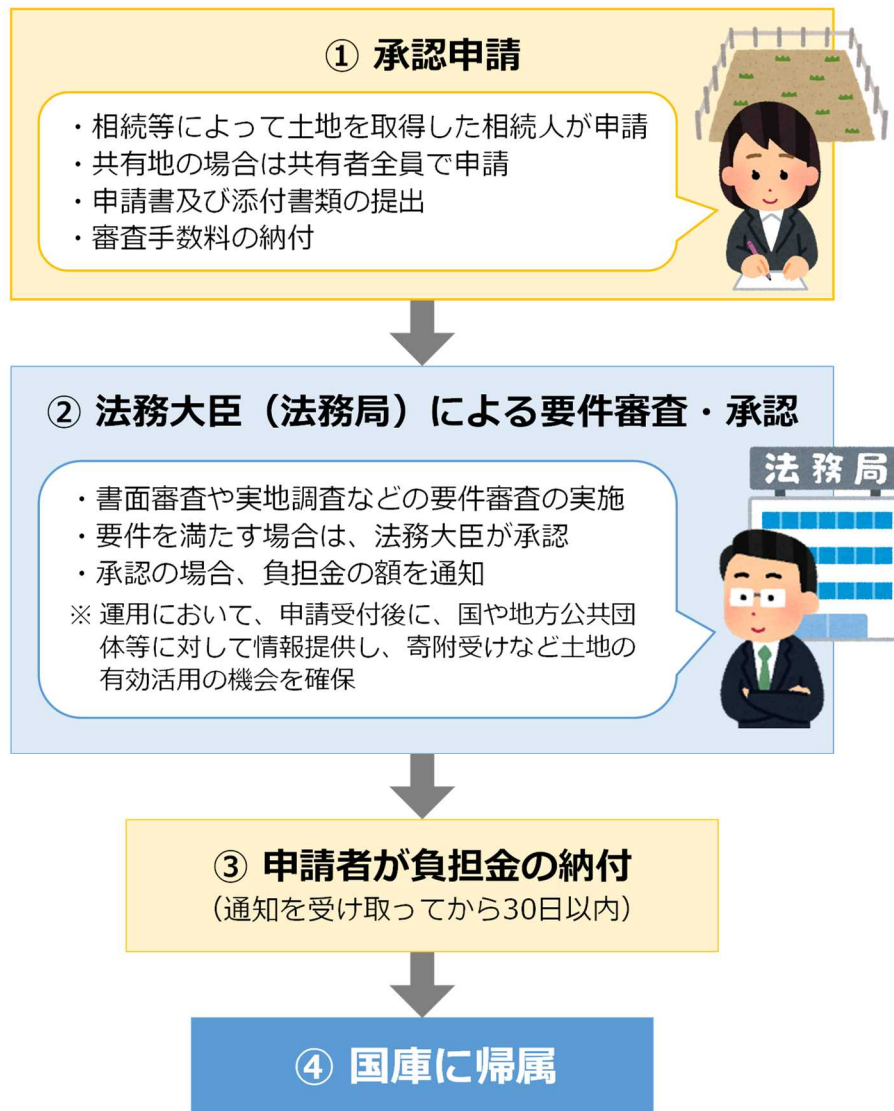 ① 承認申請
・相続等によって土地を取得した相続人が申請
・共有地の場合は共有者全員で申請
・申請書及び添付書類の提出
・審査手数料の納付
② 法務大臣（法務局）による要件審査・承認
法務局
・書面審査や実地調査などの要件審査の実施
・要件を満たす場合は、法務大臣が承認
・承認の場合、負担金の額を通知
※ 運用において、申請受付後に、国や地方公共団
体等に対して情報提供し、寄附受けなど土地の
有効活用の機会を確保
③ 申請者が負担金の納付
（通知を受け取ってから30日以内）
④ 国庫に帰属